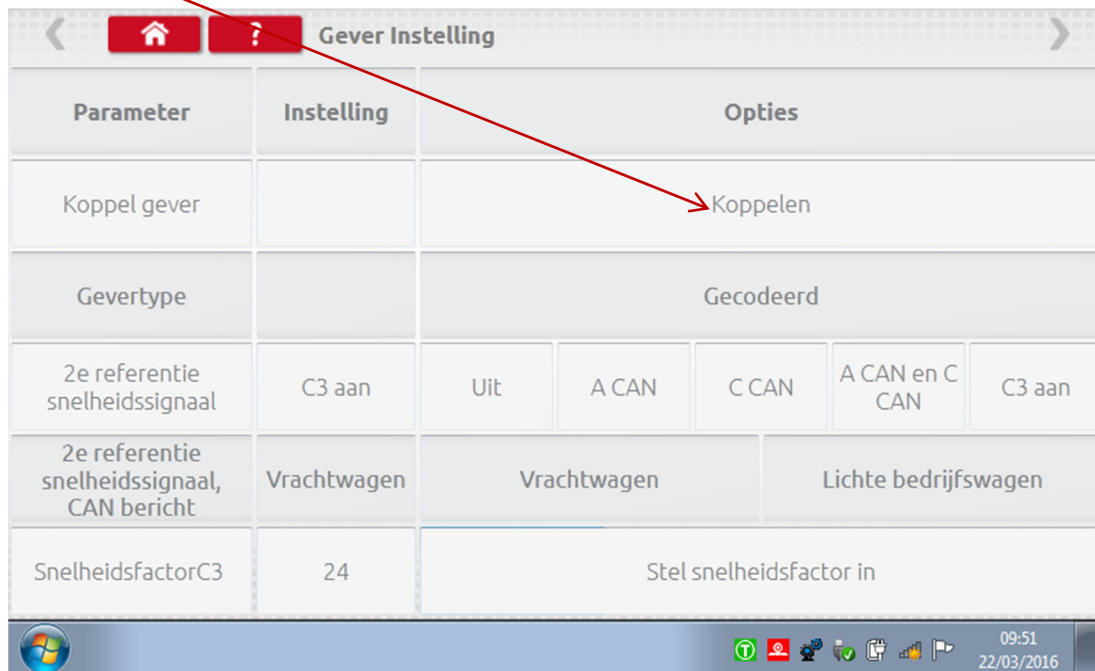 ? Gever Instelling
Parameter Instelling Opties
Koppel gever Koppelen
Gevertype Gecodeerd
2e referentie
snelheidssignaal
C3 aan Uit A CAN C CAN
A CAN en C
CAN
C3 aan
2e referentie
snelheidssignaal,
CAN bericht
Vrachtwagen Vrachtwagen Lichte bedrijfswagen
SnelheidsfactorC3 24 Stel snelheidsfactor in
T
09:51
22/03/2016